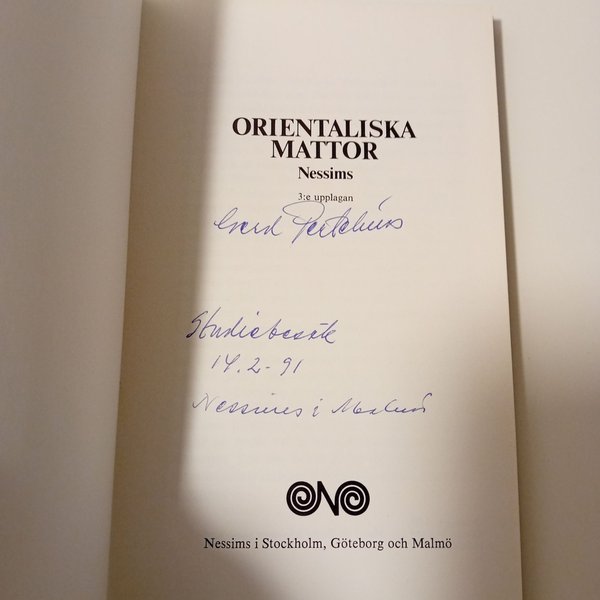 ORIENTALISKA
MATTOR
Nessims
3:e upplagan
Studiebesök
14.2-91
Nessims i Malmö
Nessims i Stockholm, Göteborg och Malmö